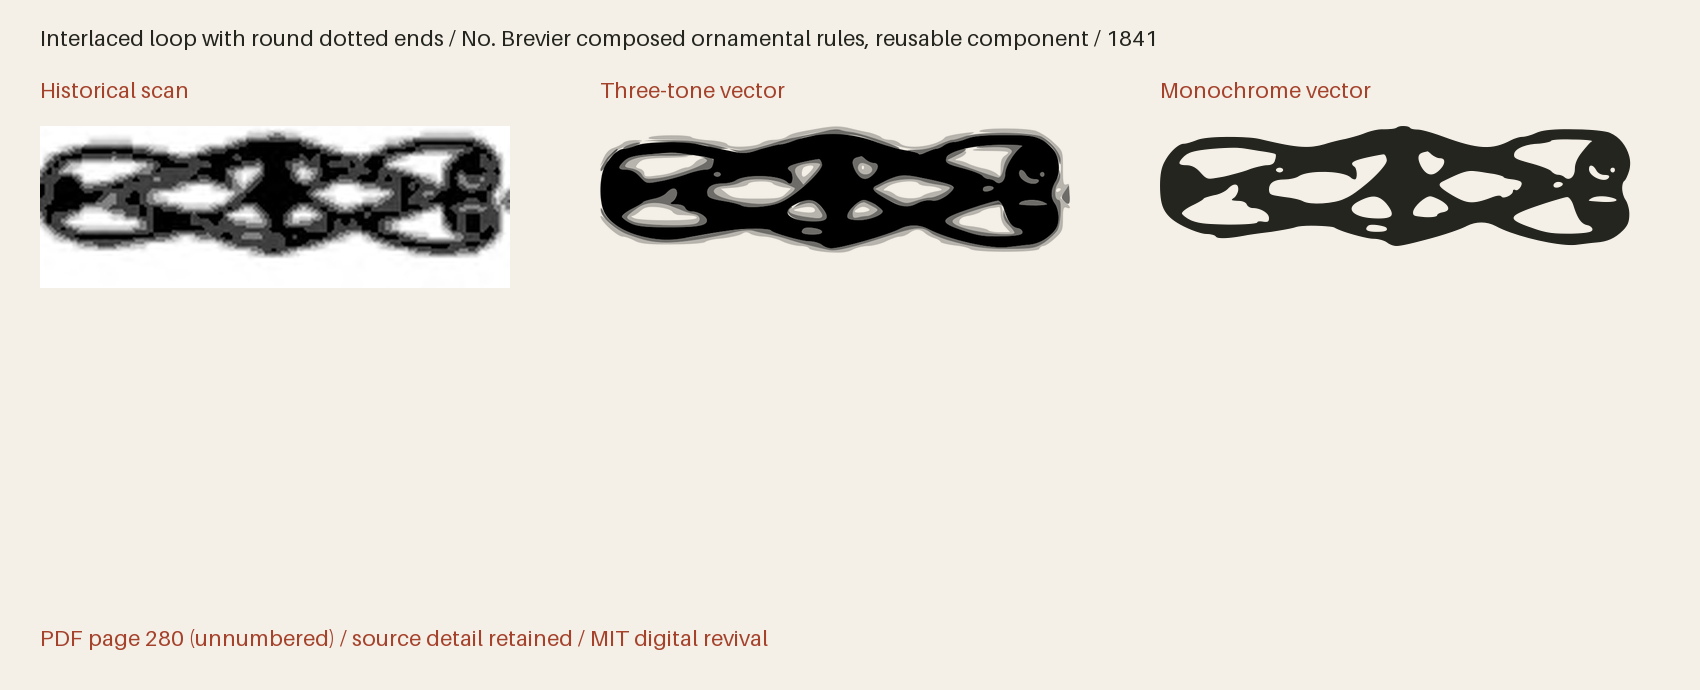 Interlaced loop with round dotted ends / No. Brevier composed ornamental rules, reusable component / 1841
Historical scan
Three-tone vector
Monochrome vector
PDF page 280 (unnumbered) / source detail retained / MIT digital revival